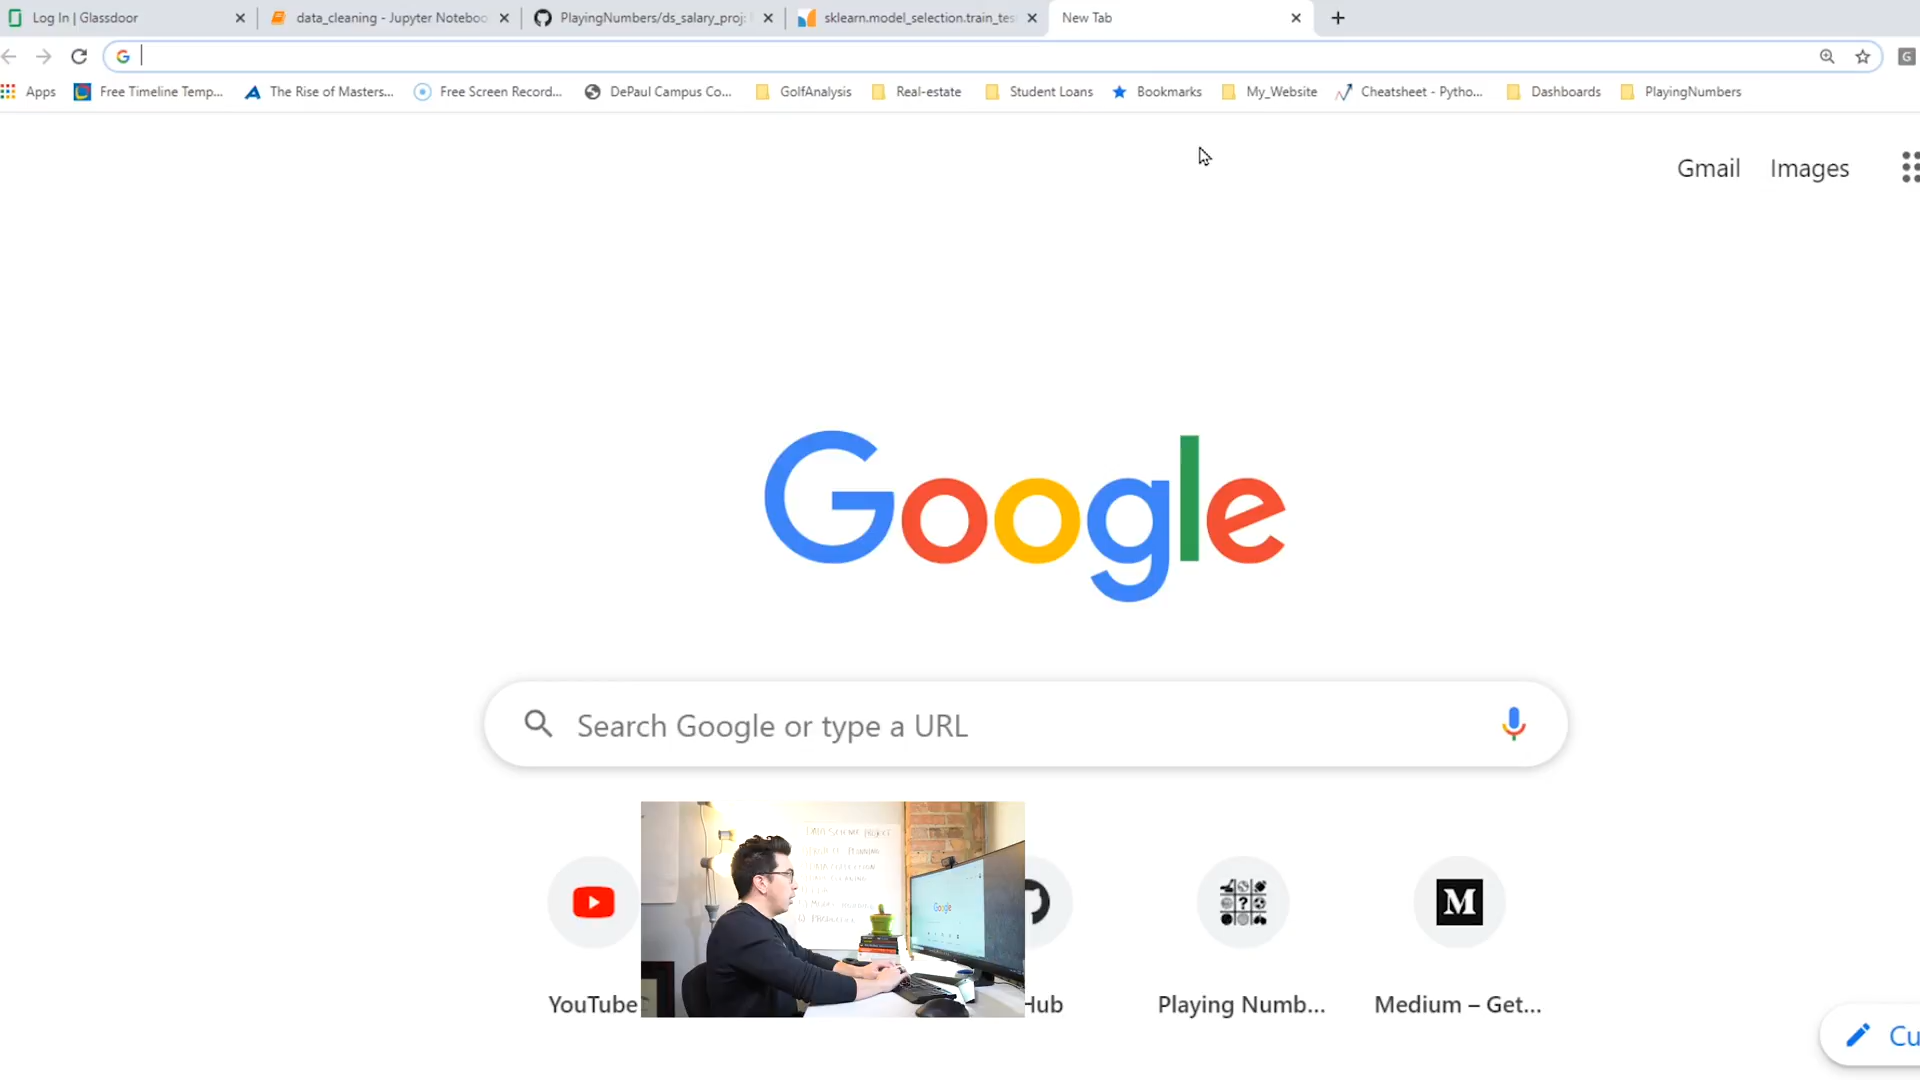 Log In | Glassdoor
data_cleaning - Jupyter Noteboo
PlayingNumbers/ds_salary_proj:
sklearn.model_selection.train_tes
New Tab
Apps
Free Timeline Temp...
The Rise of Masters...
Free Screen Record...
DePaul Campus Co...
GolfAnalysis
Real-estate
Student Loans
Bookmarks
My_Website
Cheatsheet - Pytho...
Dashboards
PlayingNumbers
Gmail
Images
Google
Search Google or type a URL
YouTube
Hub
Playing Numb...
Medium – Get...
Cu